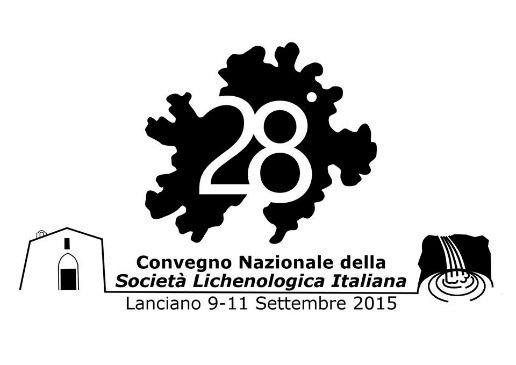 28°
Convegno Nazionale della
Società Lichenologica Italiana
Lanciano 9-11 Settembre 2015